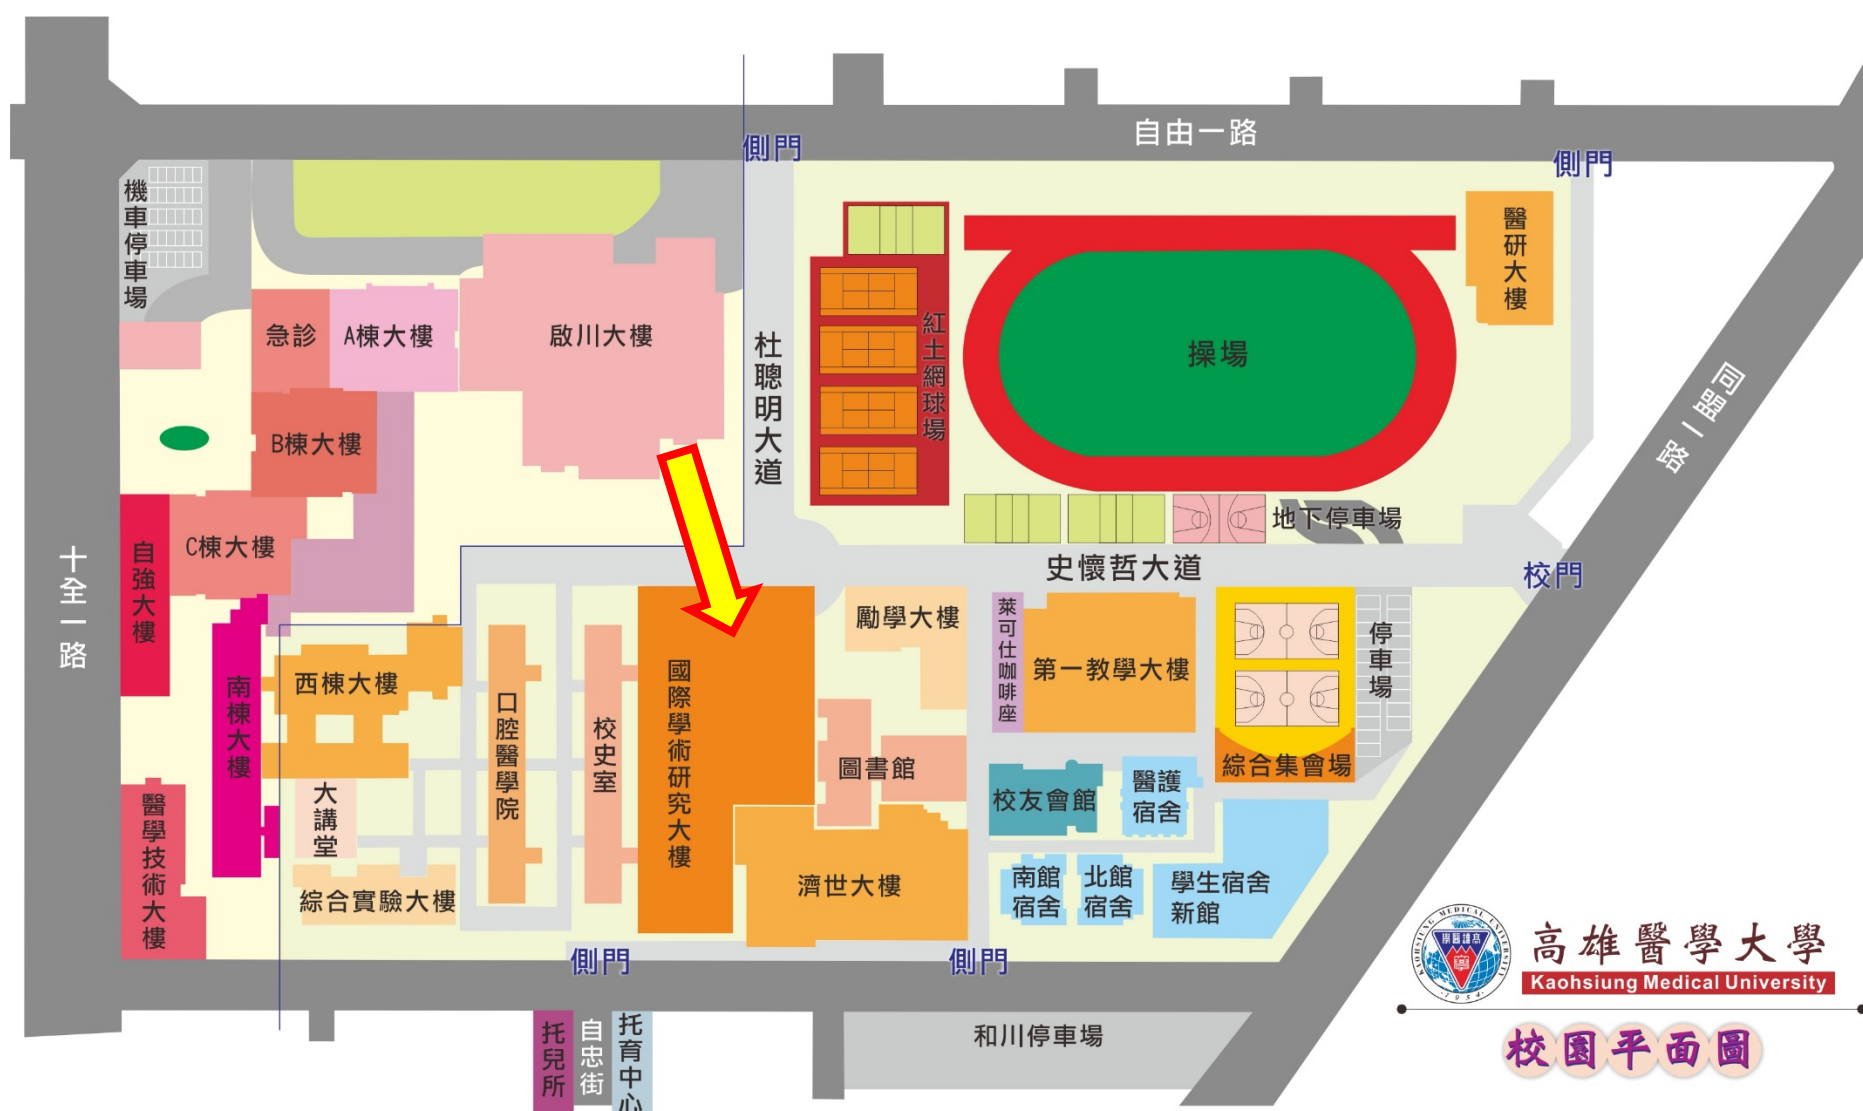 自由一路
側門
側門
機車停車場
醫研大樓
急診
A棟大樓
啟川大樓
杜聰明大道
紅土網球場
操場
同盟一路
B棟大樓
地下停車場
C棟大樓
自強大樓
十全一路
史懷哲大道
校門
萊可仕咖啡座
勵學大樓
第一教學大樓
停車場
南棟大樓
西棟大樓
口腔醫學院
校史室
國際學術研究大樓
圖書館
綜合集會場
校友會館
醫護
宿舍
大講堂
醫學技術大樓
綜合實驗大樓
濟世大樓
南館
宿舍
北館
宿舍
學生宿舍
新館
側門
側門
托兒所
自忠街
托育中心
和川停車場
KAOHSIUNG MEDICAL UNIVERSITY
·1954·
高雄醫學大學
Kaohsiung Medical University
校園平面圖